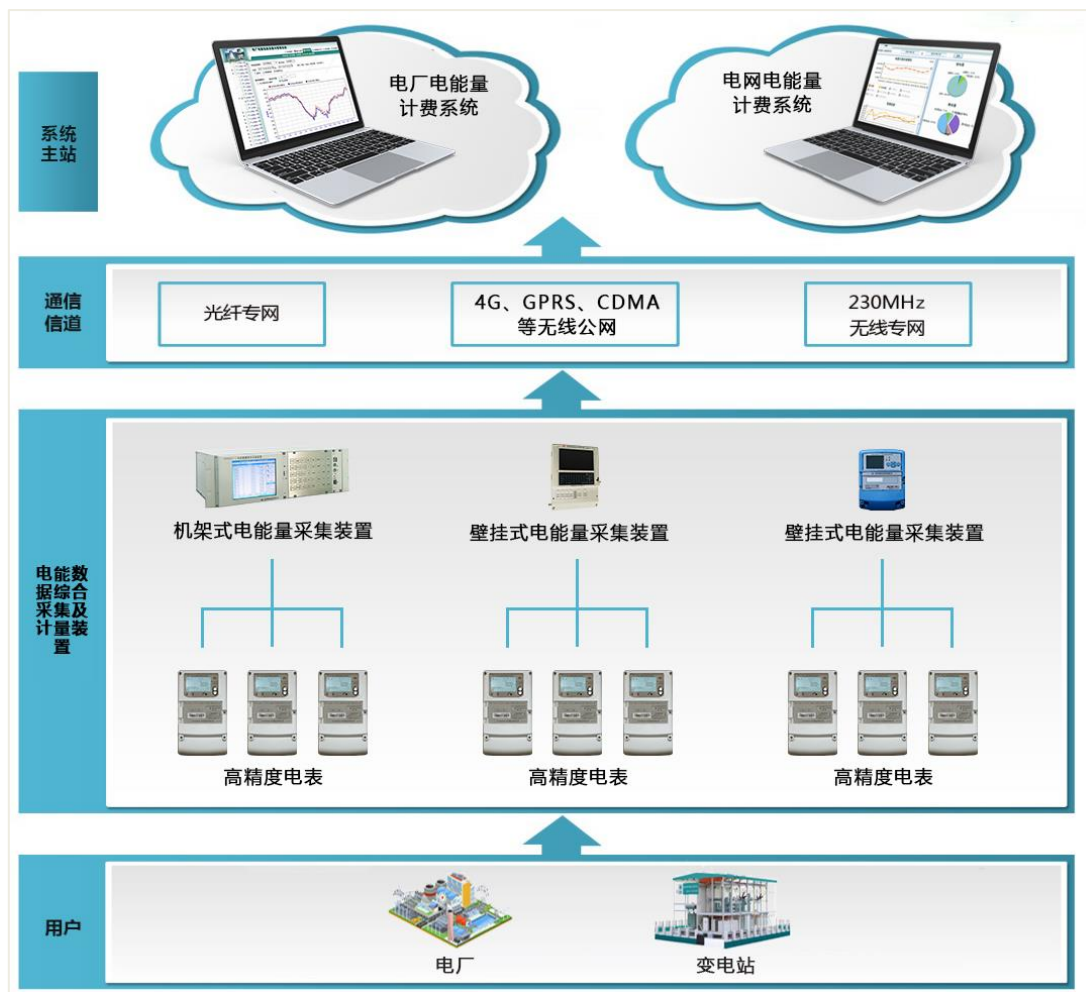 电厂电能量
计费系统
电网电能量
计费系统
系统
主站
通信
信道
光纤专网
4G、GPRS、CDMA
等无线公网
230MHz
无线专网
机架式电能量采集装置
壁挂式电能量采集装置
壁挂式电能量采集装置
电能数
据综合
采集及
计量装
置
高精度电表
高精度电表
高精度电表
用户
电厂
变电站